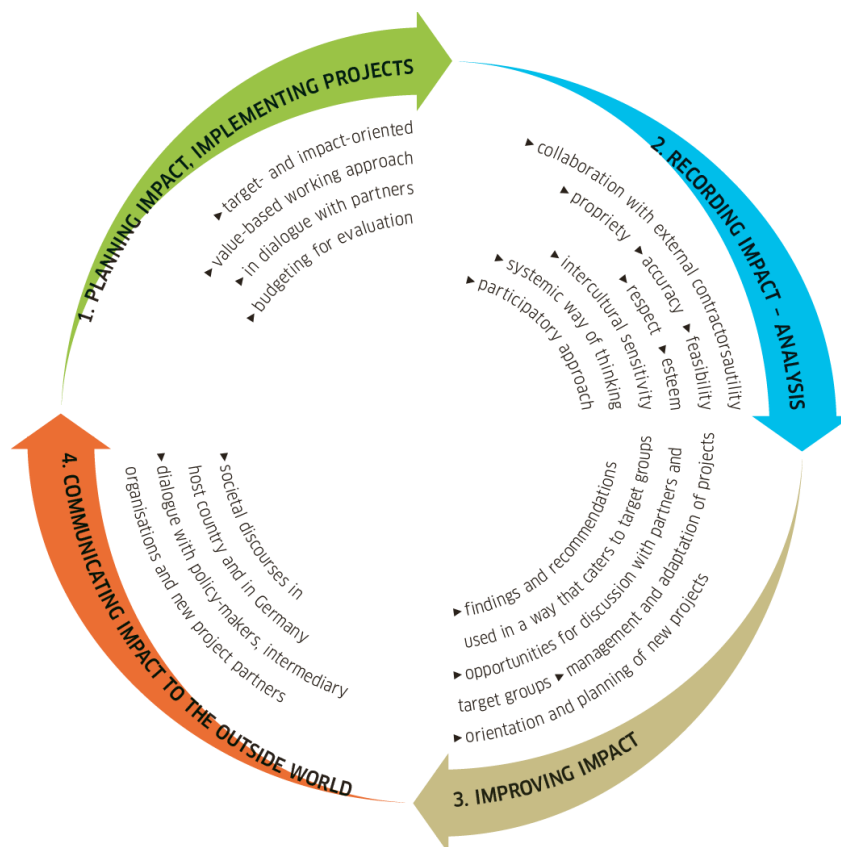 1. PLANNING IMPACT, IMPLEMENTING PROJECTS
▶ target- and impact-oriented
▶ value-based working approach
▶ in dialogue with partners
▶ budgeting for evaluation
2. RECORDING IMPACT – ANALYSIS
▶ collaboration with external contractorsautility
▶ propriety ▶ accuracy ▶ feasibility
▶ respect ▶ esteem
▶ intercultural sensitivity
▶ systemic way of thinking
▶ participatory approach
3. IMPROVING IMPACT
▶ findings and recommendations
used in a way that caters to target groups
▶ opportunities for discussion with partners and
target groups ▶ management and adaptation of projects
▶ orientation and planning of new projects
4. COMMUNICATING IMPACT TO THE OUTSIDE WORLD
▶ societal discourses in
host country and in Germany
▶ dialogue with policy-makers, intermediary
organisations and new project partners